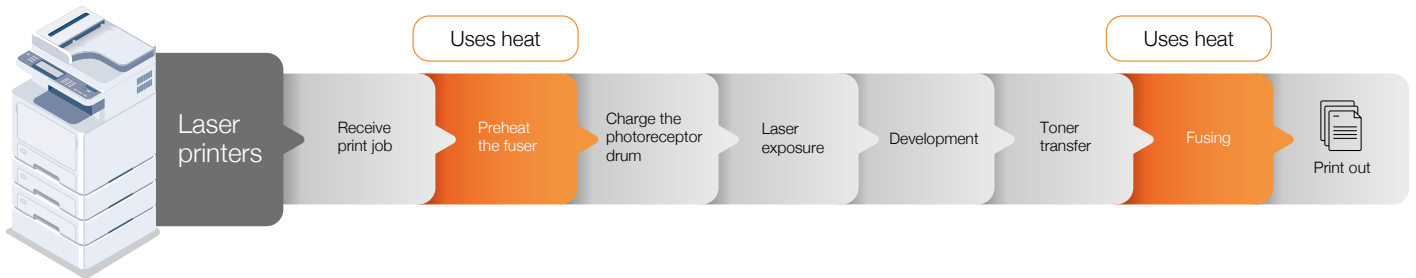 Uses heat
Uses heat
Laser
printers
Receive
print job
Preheat
the fuser
Charge the
photoreceptor
drum
Laser
exposure
Development
Toner
transfer
Fusing
Print out